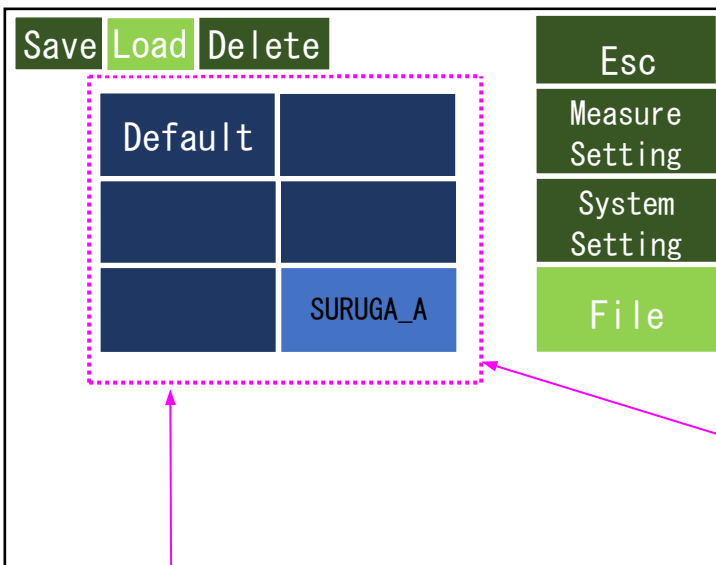 Save Load Delete
Esc
Default
Measure
Setting
System
Setting
SURUGA_A
File